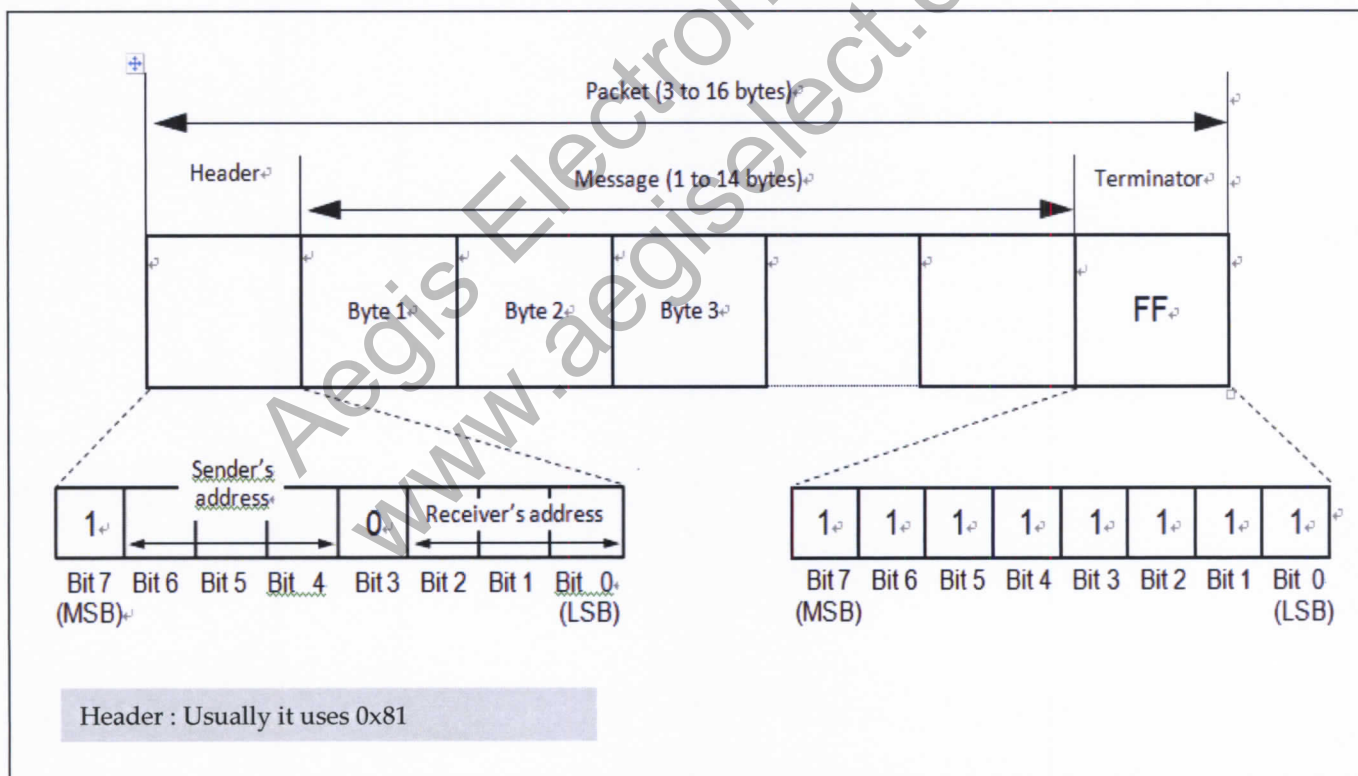 Packet (3 to 16 bytes)
Header
Message (1 to 14 bytes)
Terminator
Byte 1
Byte 2
Byte 3
FF
Sender's
address
1
0
Receiver's address
1 1 1 1 1 1 1 1
Bit 7 Bit 6 Bit 5 Bit 4 Bit 3 Bit 2 Bit 1 Bit 0
(MSB) (LSB)
Bit 7 Bit 6 Bit 5 Bit 4 Bit 3 Bit 2 Bit 1 Bit 0
(MSB) (LSB)
Header : Usually it uses 0x81
Aegis
www.aegiselect.